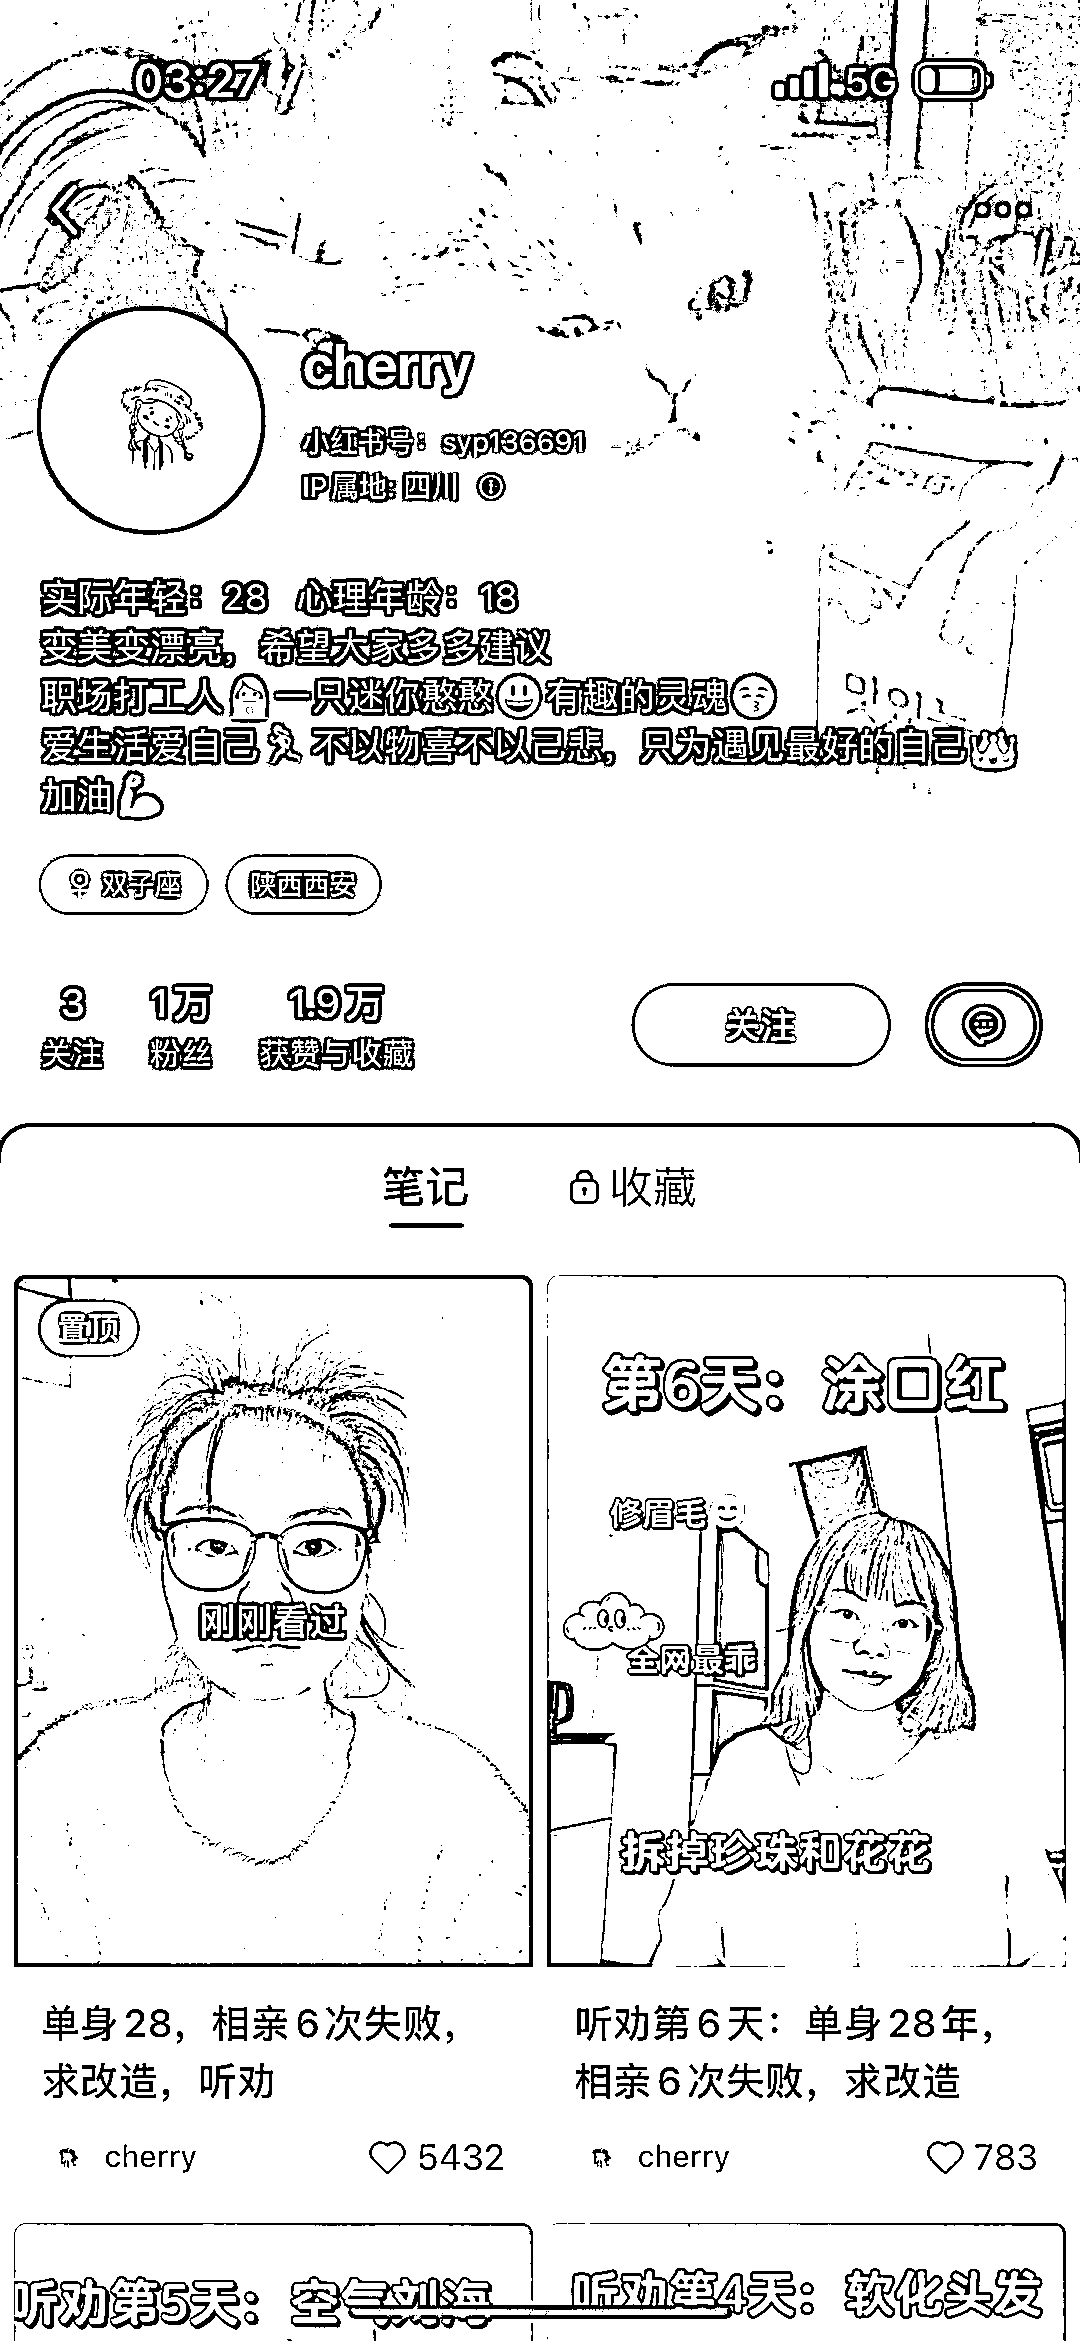 03:27
5G
cherry
小红书号：syp136691
IP属地：四川
实际年轻：28 心理年龄：18
变美变漂亮，希望大家多多建议
职场打工人一只迷你憨憨有趣的灵魂
爱生活爱自己 不以物喜不以己悲，只为遇见最好的自己
加油
双子座
陕西西安
3 1万 1.9万
关注 粉丝 获赞与收藏
关注
笔记 收藏
置顶
刚刚看过
第6天：涂口红
修眉毛
全网最乖
拆掉珍珠和花花
单身28，相亲6次失败，
求改造，听劝
cherry 5432
听劝第6天：单身28年，
相亲6次失败，求改造
cherry 783
听劝第5天：空气刘海
听劝第4天：软化头发